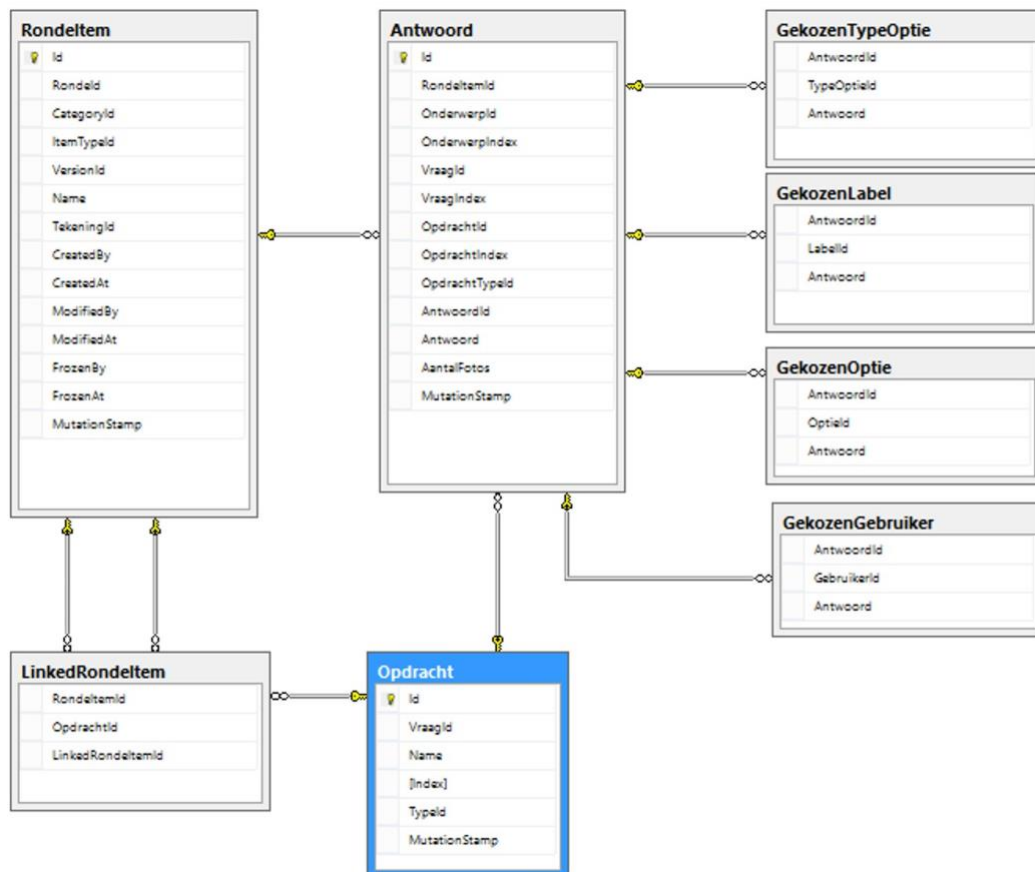 RondeItem
Id
RondeId
CategoryId
ItemTypeId
VersionId
Name
TekeningId
CreatedBy
CreatedAt
ModifiedBy
ModifiedAt
FrozenBy
FrozenAt
MutationStamp
Antwoord
Id
RondeItemId
OnderwerpId
OnderwerpIndex
VraagId
VraagIndex
OpdrachtId
OpdrachtIndex
OpdrachtTypeId
AntwoordId
Antwoord
AantalFotos
MutationStamp
GekozenTypeOptie
AntwoordId
TypeOptieId
Antwoord
GekozenLabel
AntwoordId
LabelId
Antwoord
GekozenOptie
AntwoordId
OptieId
Antwoord
GekozenGebruiker
AntwoordId
GebruikerId
Antwoord
LinkedRondeItem
RondeItemId
OpdrachtId
LinkedRondeItemId
Opdracht
Id
VraagId
Name
[Index]
TypeId
MutationStamp